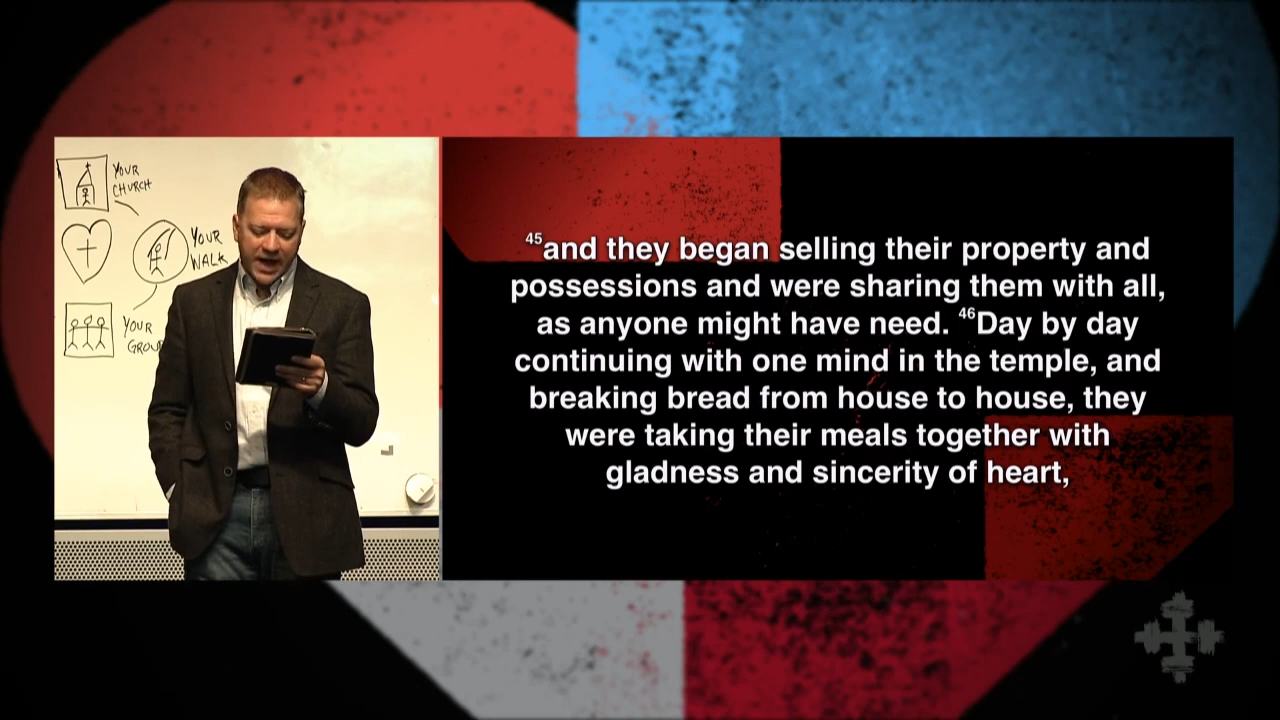 YOUR
CHURCH
YOUR
WALK
YOUR
GROUP
45and they began selling their property and
possessions and were sharing them with all,
as anyone might have need. 46Day by day
continuing with one mind in the temple, and
breaking bread from house to house, they
were taking their meals together with
gladness and sincerity of heart,